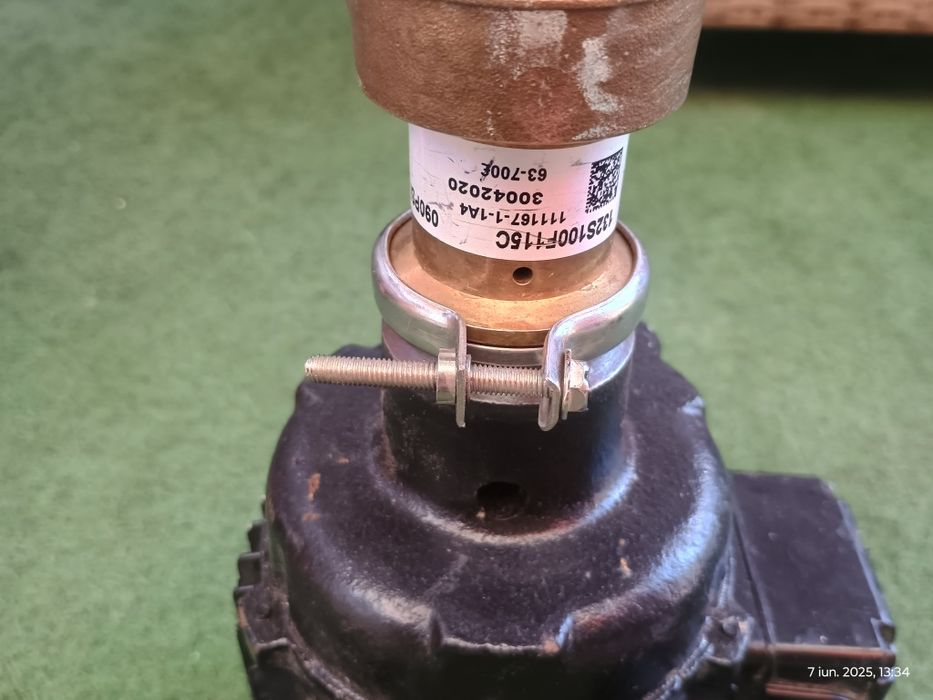 132S100F115C
111167-1-1A4
30042020
63-700E
7 iun. 2025, 13:34